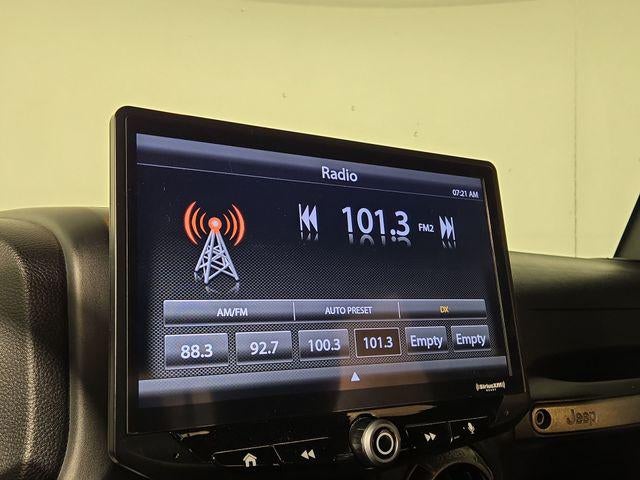 Radio
07:21 AM
101.3 FM2
AM/FM AUTO PRESET DX
88.3 92.7 100.3 101.3 Empty Empty
SiriusXM
Jeep